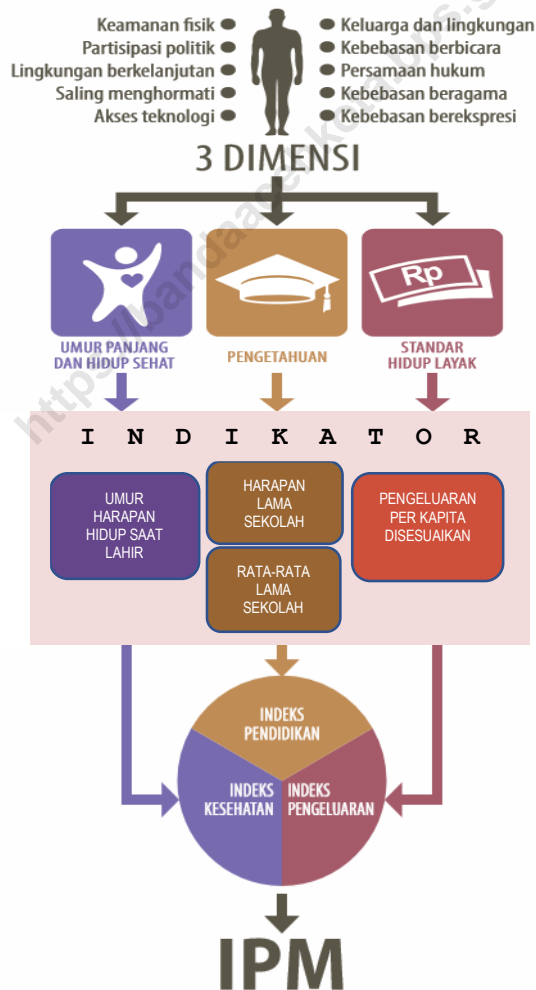 Keamanan fisik
Partisipasi politik
Lingkungan berkelanjutan
Saling menghormati
Akses teknologi
Keluarga dan lingkungan
Kebebasan berbicara
Persamaan hukum
Kebebasan beragama
Kebebasan berekspresi
3 DIMENSI
Rp
UMUR PANJANG
DAN HIDUP SEHAT
PENGETAHUAN
STANDAR
HIDUP LAYAK
I N D I K A T O R
UMUR
HARAPAN
HIDUP SAAT
LAHIR
HARAPAN
LAMA
SEKOLAH
RATA-RATA
LAMA
SEKOLAH
PENGELUARAN
PER KAPITA
DISESUAIKAN
INDEKS
PENDIDIKAN
INDEKS
KESEHATAN
INDEKS
PENGELUARAN
IPM